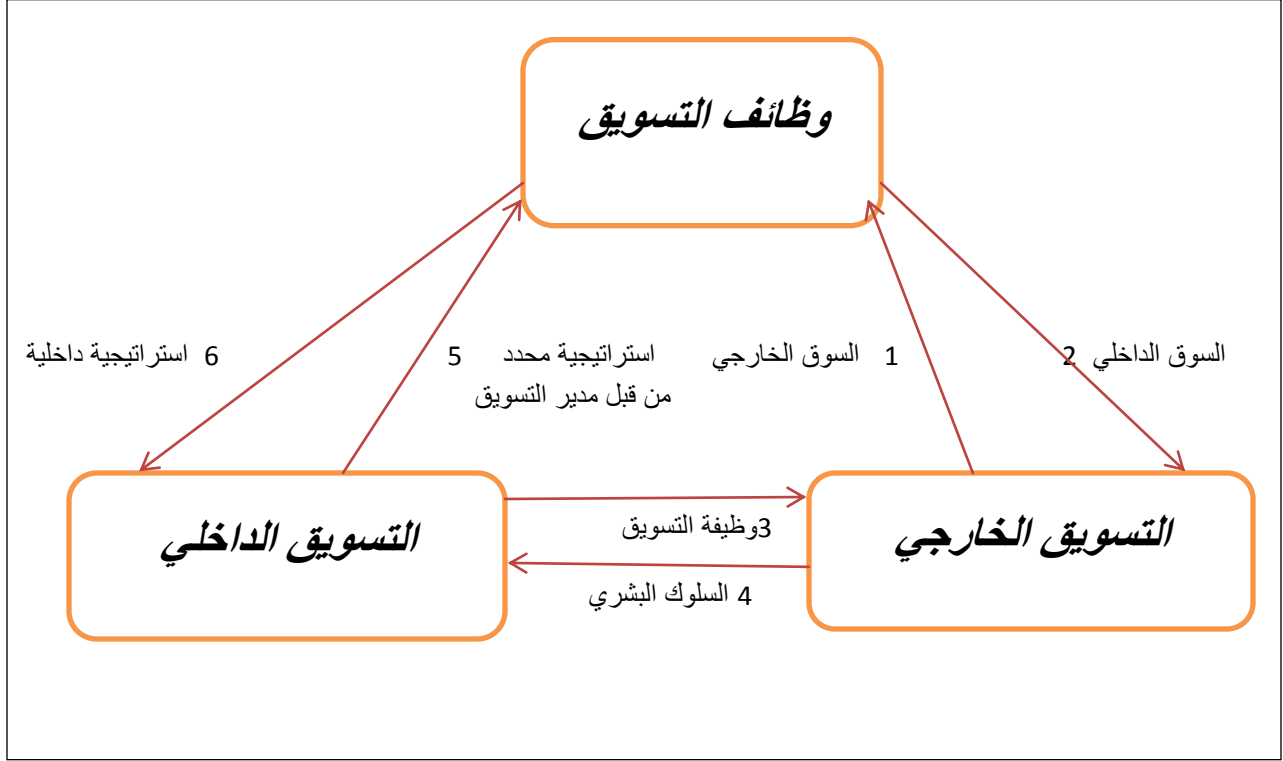 وظائف التسويق
السوق الداخلي 2
1 السوق الخارجي
استراتيجية محدد 5
من قبل مدير التسويق
6 استراتيجية داخلية
التسويق الخارجي
التسويق الداخلي
3وظيفة التسويق
4 السلوك البشري